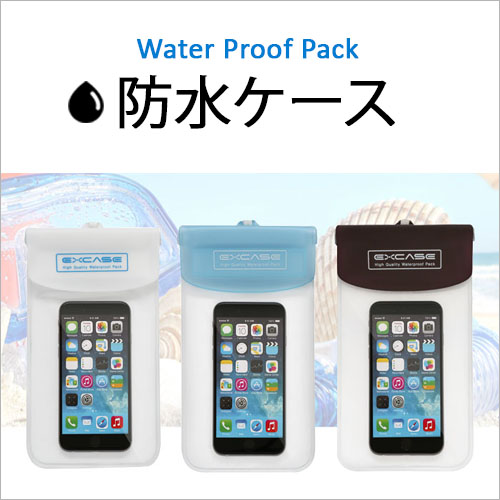 Water Proof Pack
防水ケース
EXCASE
High Quality Waterproof Pack
EXCASE
High Quality Waterproof Pack
EXCASE
High Quality Waterproof Pack